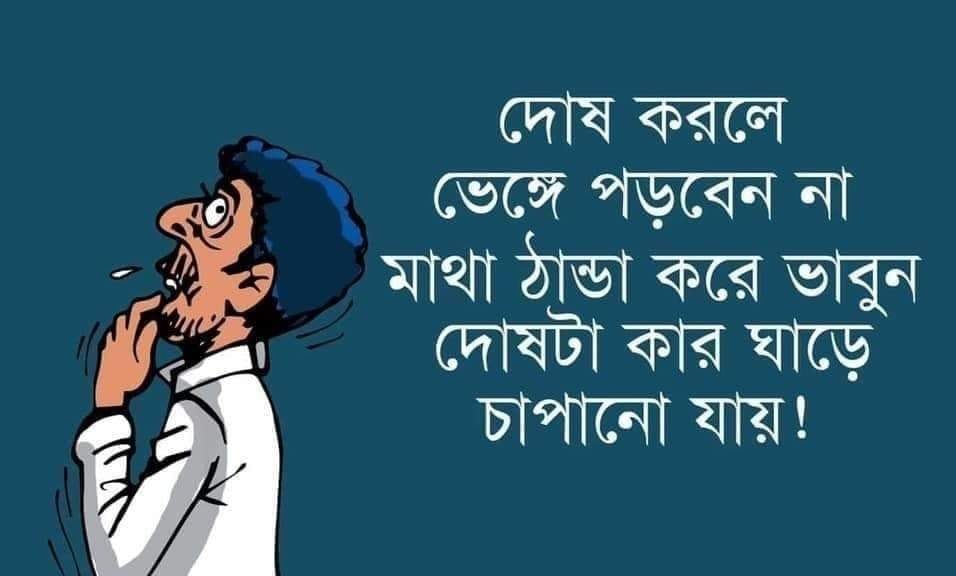 দোষ করলে
ভেঙ্গে পড়বেন না
মাথা ঠান্ডা করে ভাবুন
দোষটা কার ঘাড়ে
চাপানো যায়!